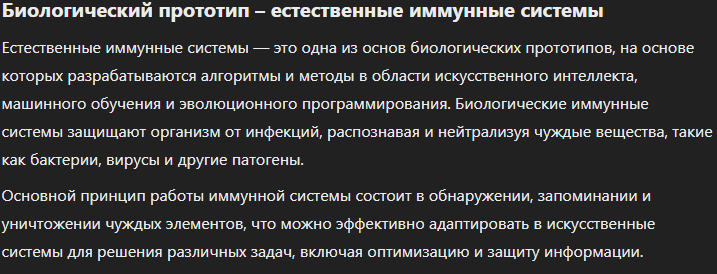 Биологический прототип – естественные иммунные системы
Естественные иммунные системы — это одна из основ биологических прототипов, на основе
которых разрабатываются алгоритмы и методы в области искусственного интеллекта,
машинного обучения и эволюционного программирования. Биологические иммунные
системы защищают организм от инфекций, распознавая и нейтрализуя чуждые вещества, такие
как бактерии, вирусы и другие патогены.
Основной принцип работы иммунной системы состоит в обнаружении, запоминании и
уничтожении чуждых элементов, что можно эффективно адаптировать в искусственные
системы для решения различных задач, включая оптимизацию и защиту информации.